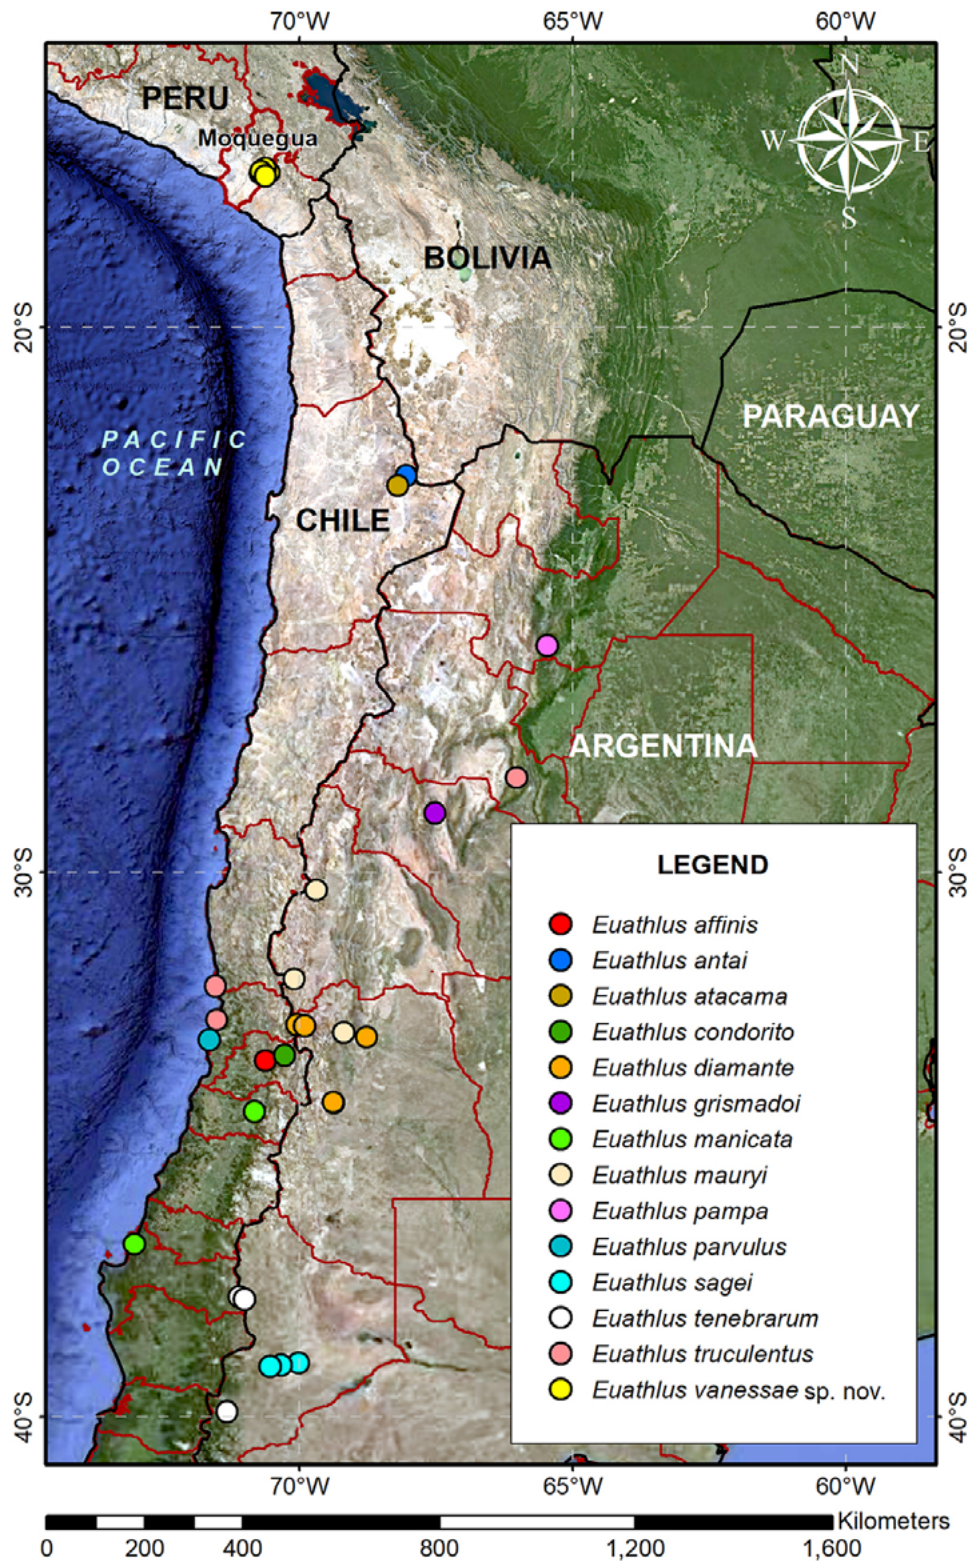 70°W 65°W 60°W
PERU
Moquegua
N
W E
S
BOLIVIA
20°S 20°S
PARAGUAY
PACIFIC
OCEAN
CHILE
ARGENTINA
30°S 30°S
LEGEND
Euathlus affinis
Euathlus antai
Euathlus atacama
Euathlus condorito
Euathlus diamante
Euathlus grismadoi
Euathlus manicata
Euathlus mauryi
Euathlus pampa
Euathlus parvulus
Euathlus sagei
Euathlus tenebrarum
Euathlus truculentus
Euathlus vanessae sp. nov.
40°S 40°S
70°W 65°W 60°W
Kilometers
0 200 400 800 1,200 1,600